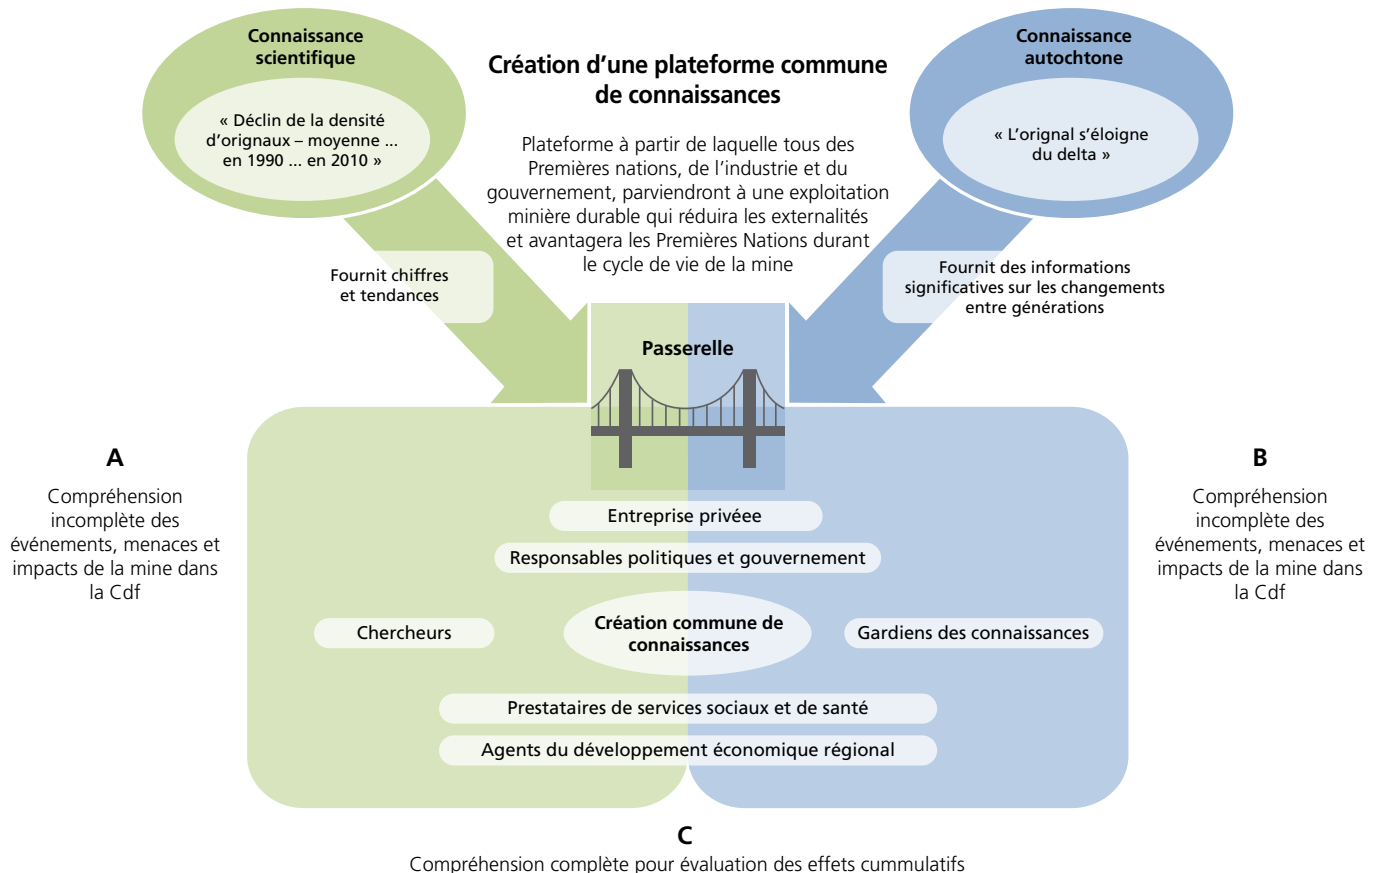 Connaissance
scientifique
« Déclin de la densité
d’orignaux – moyenne ...
en 1990 ... en 2010 »
Création d’une plateforme commune
de connaissances
Plateforme à partir de laquelle tous des
Premières nations, de l’industrie et du
gouvernement, parviendront à une exploitation
minière durable qui réduira les externalités
et avantagera les Premières Nations durant
le cycle de vie de la mine
Connaissance
autochtone
« L’orignal s’éloigne
du delta »
Fournit chiffres
et tendances
Fournit des informations
significatives sur les changements
entre générations
Passerelle
A
Compréhension
incomplète des
événements, menaces et
impacts de la mine dans
la Cdf
B
Compréhension
incomplète des
événements, menaces et
impacts de la mine dans
la Cdf
Entreprise privéee
Responsables politiques et gouvernement
Chercheurs
Création commune de
connaissances
Gardiens des connaissances
Prestataires de services sociaux et de santé
Agents du développement économique régional
C
Compréhension complète pour évaluation des effets cummulatifs